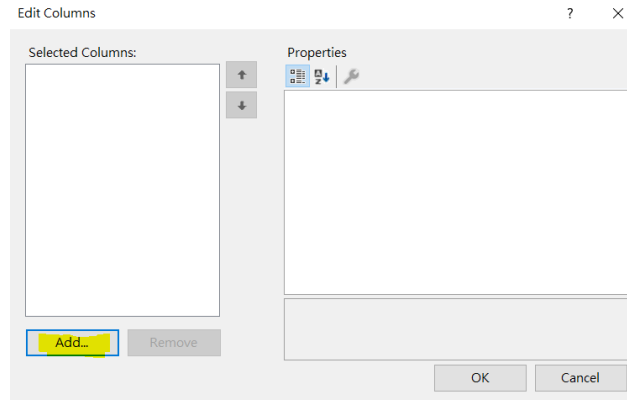 Edit Columns
?
Selected Columns:
Properties
A
Z
Add...
Remove
OK
Cancel